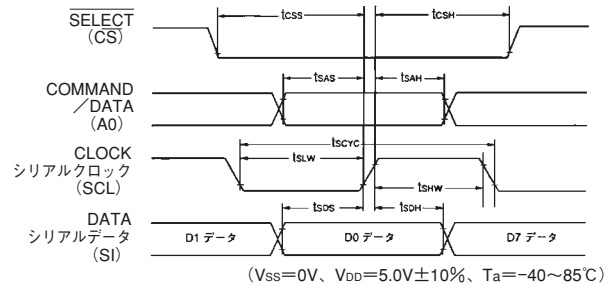 SELECT
(CS)
tCSS
tCSH
COMMAND
／DATA
(A0)
tSAS
tSAH
CLOCK
シリアルクロック
(SCL)
tSCYC
tSLW
tSHW
DATA
シリアルデータ
(SI)
tSDS
tSDH
D1 データ
D0 データ
D7 データ
(VSS＝0V、VDD＝5.0V±10％、Ta＝−40〜85℃)